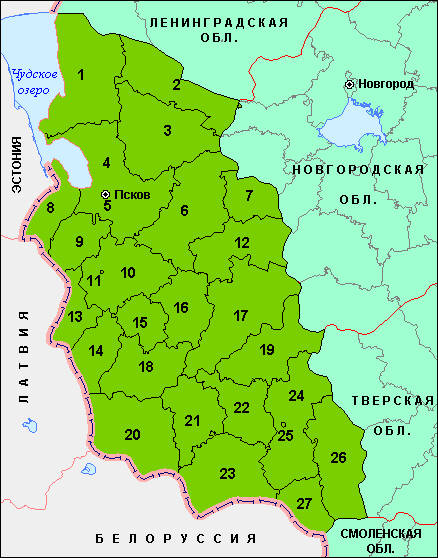 ЛЕНИНГРАДСКАЯ
ОБЛ.
Чудское
озеро
1
2
Новгород
3
ЭСТОНИЯ
4
НОВГОРОДСКАЯ
ОБЛ.
Псков
5
6
7
8
9
12
10
11
13
16
17
15
14
18
19
ЛАТВИЯ
24
ТВЕРСКАЯ
ОБЛ.
20
21
22
25
26
23
27
БЕЛОРУССИЯ
СМОЛЕНСКАЯ
ОБЛ.